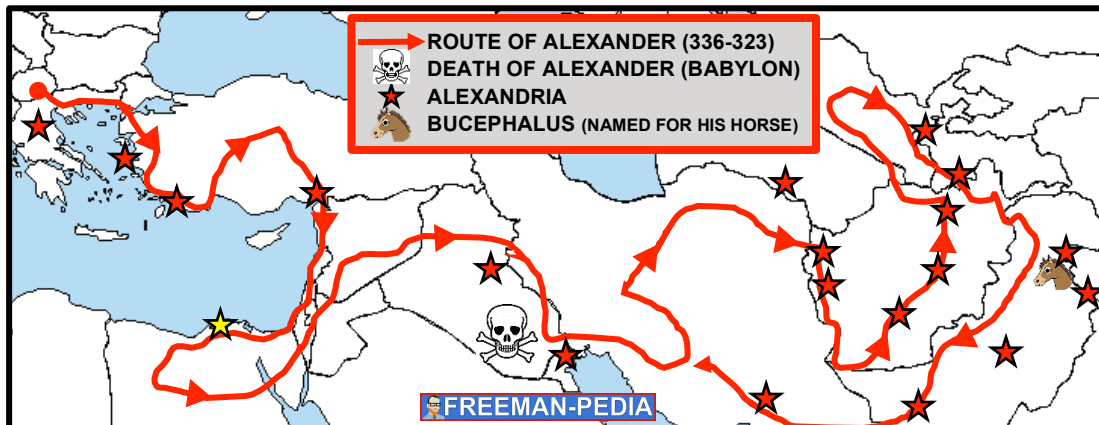 ROUTE OF ALEXANDER (336-323)
DEATH OF ALEXANDER (BABYLON)
ALEXANDRIA
BUCEPHALUS (NAMED FOR HIS HORSE)
FREEMAN-PEDIA